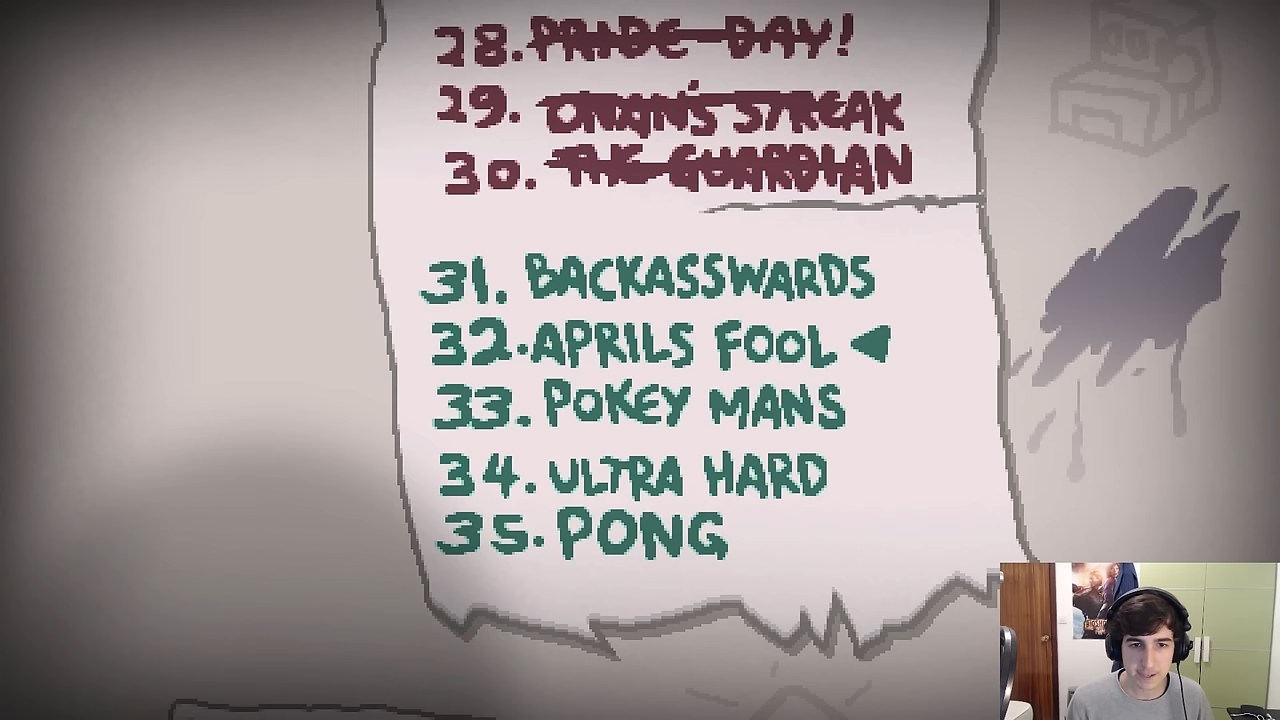 28. PRIDE DAY!
29. ONAN'S STREAK
30. THE GUARDIAN
31. BACKASSWARDS
32. APRILS FOOL
33. POKEY MANS
34. ULTRA HARD
35. PONG